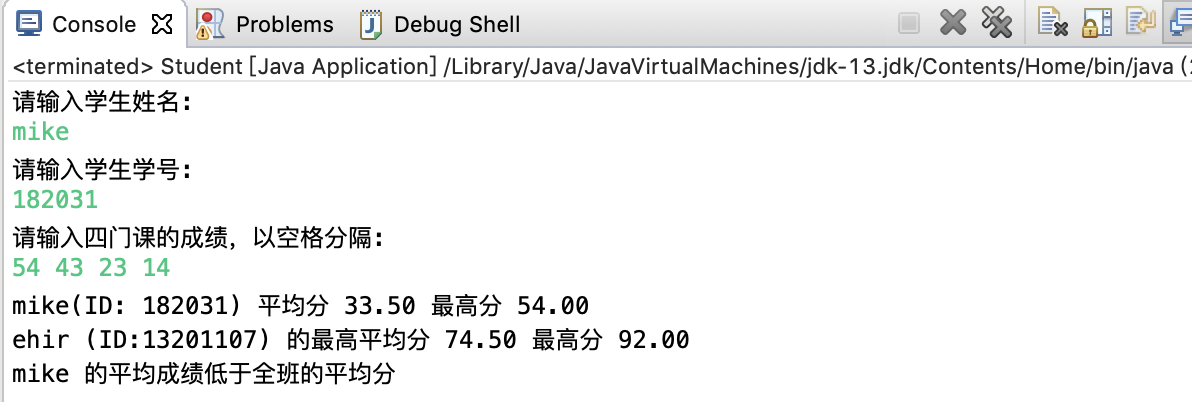 Console Problems Debug Shell
<terminated> Student [Java Application] /Library/Java/JavaVirtualMachines/jdk-13.jdk/Contents/Home/bin/java (
请输入学生姓名:
mike
请输入学生学号:
182031
请输入四门课的成绩，以空格分隔:
54 43 23 14
mike(ID: 182031) 平均分 33.50 最高分 54.00
ehir (ID:13201107) 的最高平均分 74.50 最高分 92.00
mike 的平均成绩低于全班的平均分